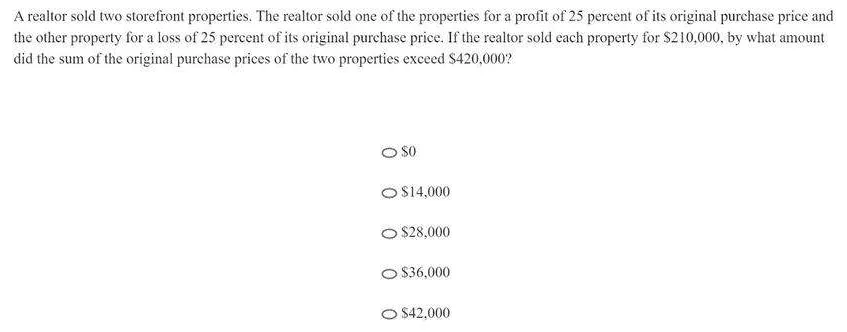 A realtor sold two storefront properties. The realtor sold one of the properties for a profit of 25 percent of its original purchase price and
the other property for a loss of 25 percent of its original purchase price. If the realtor sold each property for $210,000, by what amount
did the sum of the original purchase prices of the two properties exceed $420,000?
$0
$14,000
$28,000
$36,000
$42,000